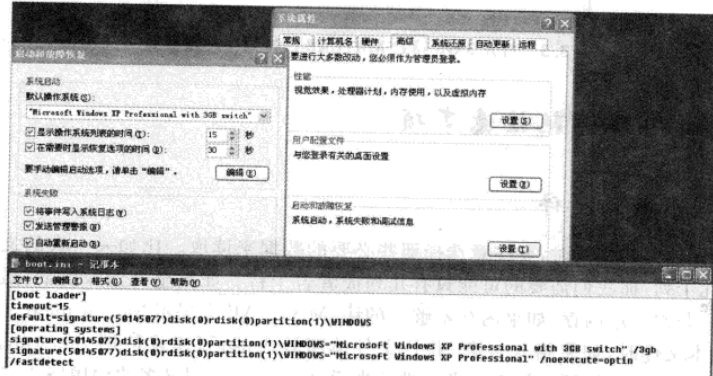 系统属性
常规 计算机名 硬件 高级 系统还原 自动更新 远程
要进行大多数改动，您必须作为管理员登录。
性能
视觉效果，处理器计划，内存使用，以及虚拟内存
设置(S)
用户配置文件
与您登录有关的桌面设置
设置(E)
启动和故障恢复
系统启动，系统失败和调试信息
设置(T)
启动和故障恢复
系统启动
默认操作系统(S):
"Microsoft Windows XP Professional with 3GB switch"
显示操作系统列表的时间(T): 15 秒
在需要时显示恢复选项的时间(D): 30 秒
要手动编辑启动选项，请单击“编辑”。 编辑(E)
系统失败
将事件写入系统日志(W)
发送管理警报(N)
自动重新启动(R)
boot.ini - 记事本
文件(F) 编辑(E) 格式(O) 查看(V) 帮助(H)
[boot loader]
timeout=15
default=signature(50145077)disk(0)rdisk(0)partition(1)\WINDOWS
[operating systems]
signature(50145077)disk(0)rdisk(0)partition(1)\WINDOWS="Microsoft Windows XP Professional with 3GB switch" /3gb
signature(50145077)disk(0)rdisk(0)partition(1)\WINDOWS="Microsoft Windows XP Professional" /noexecute=optin
/fastdetect